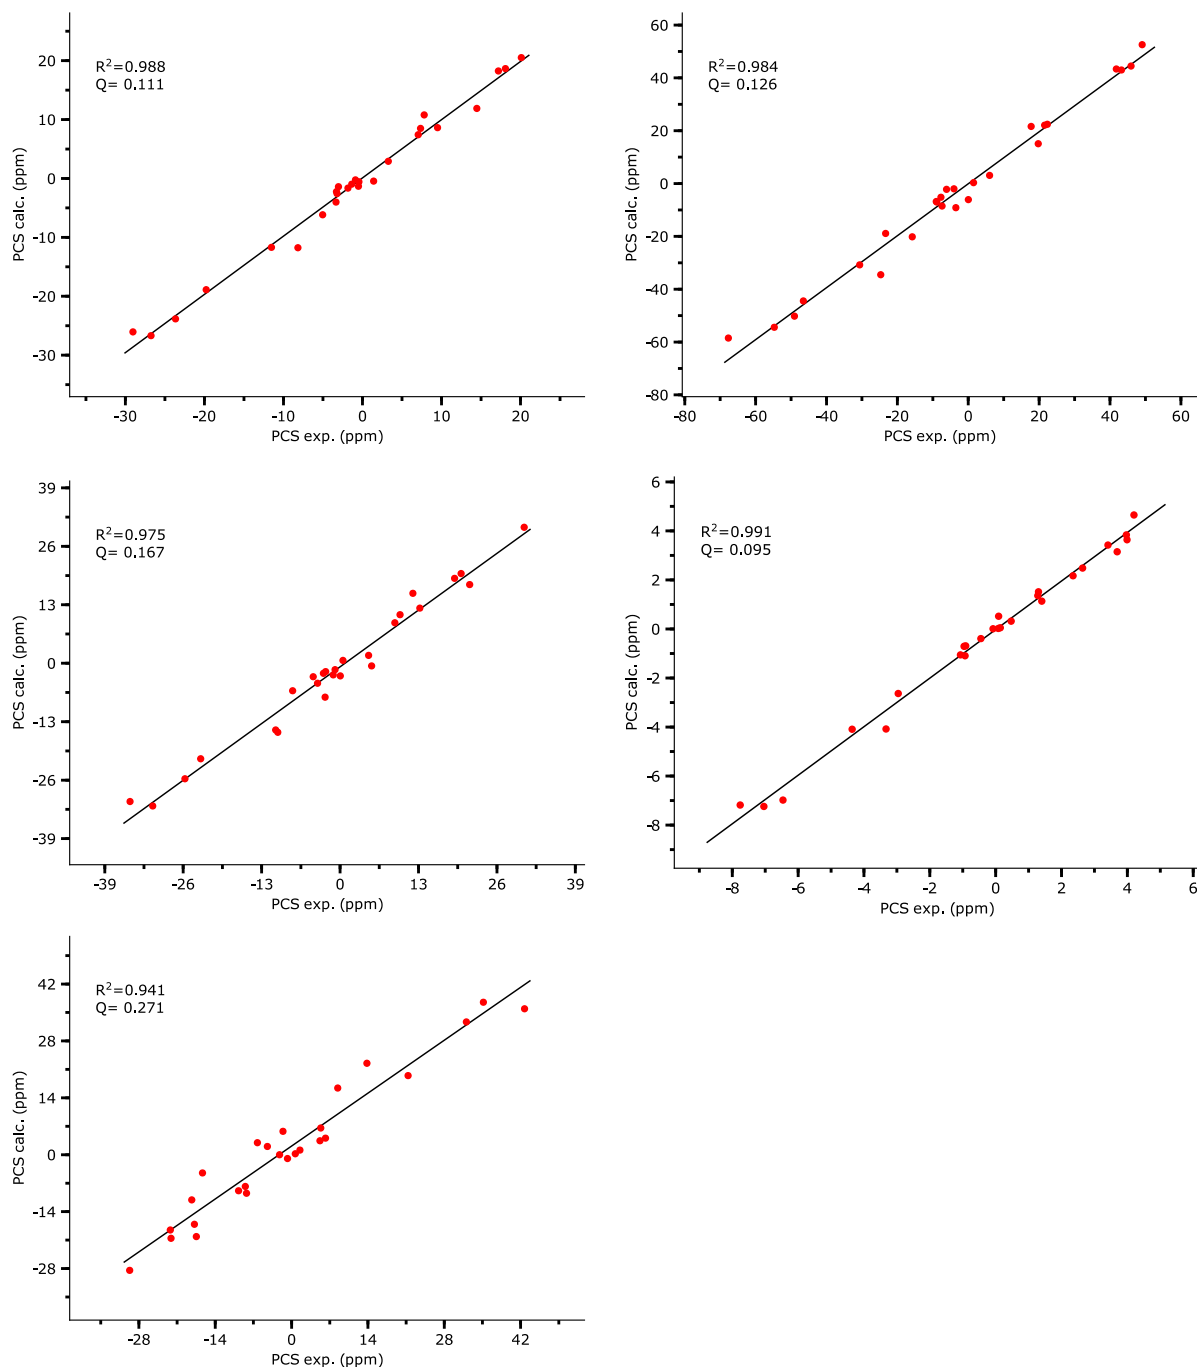 R²=0.988
Q= 0.111
20
10
0
-10
-20
-30
PCS calc. (ppm)
-30 -20 -10 0 10 20
PCS exp. (ppm)
R²=0.984
Q= 0.126
60
40
20
0
-20
-40
-60
-80
PCS calc. (ppm)
-80 -60 -40 -20 0 20 40 60
PCS exp. (ppm)
R²=0.975
Q= 0.167
39
26
13
0
-13
-26
-39
PCS calc. (ppm)
-39 -26 -13 0 13 26 39
PCS exp. (ppm)
R²=0.991
Q= 0.095
6
4
2
0
-2
-4
-6
-8
PCS calc. (ppm)
-8 -6 -4 -2 0 2 4 6
PCS exp. (ppm)
R²=0.941
Q= 0.271
42
28
14
0
-14
-28
PCS calc. (ppm)
-28 -14 0 14 28 42
PCS exp. (ppm)